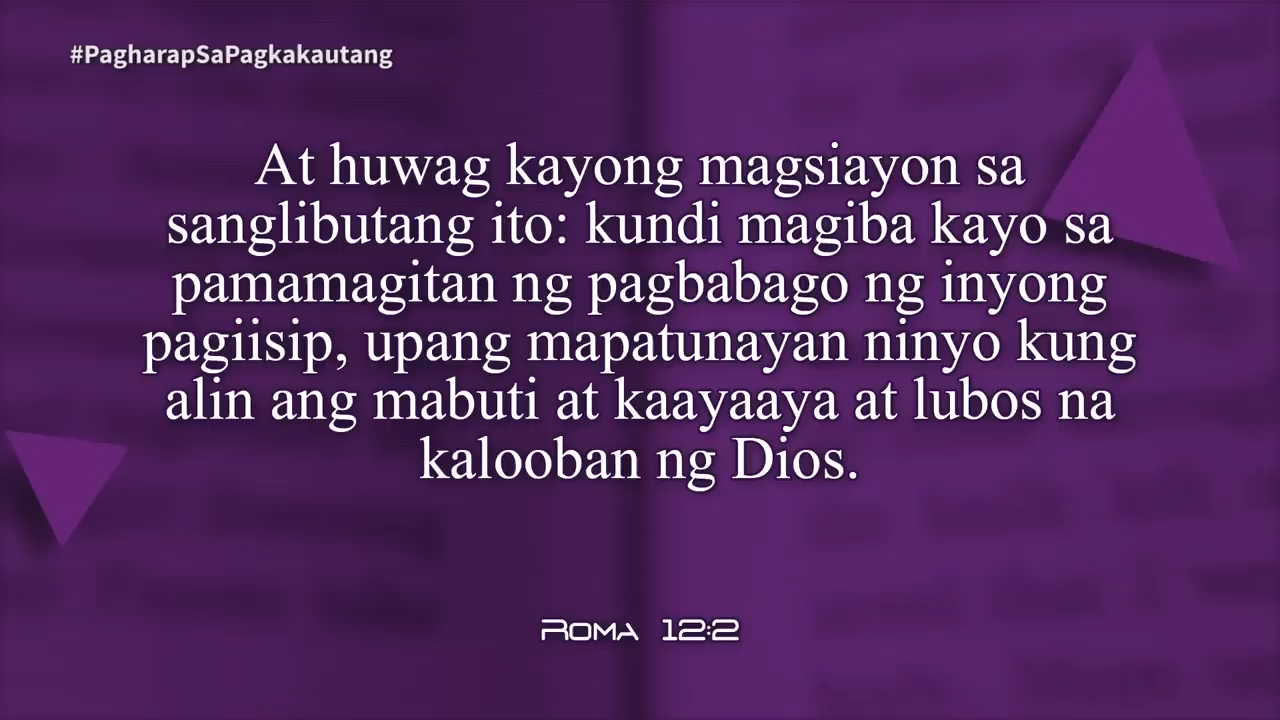 #PagharapSaPagkakautang
At huwag kayong magsiayon sa
sanglibutang ito: kundi magiba kayo sa
pamamagitan ng pagbabago ng inyong
pagiisip, upang mapatunayan ninyo kung
alin ang mabuti at kaayaaya at lubos na
kalooban ng Dios.
Roma 12:2